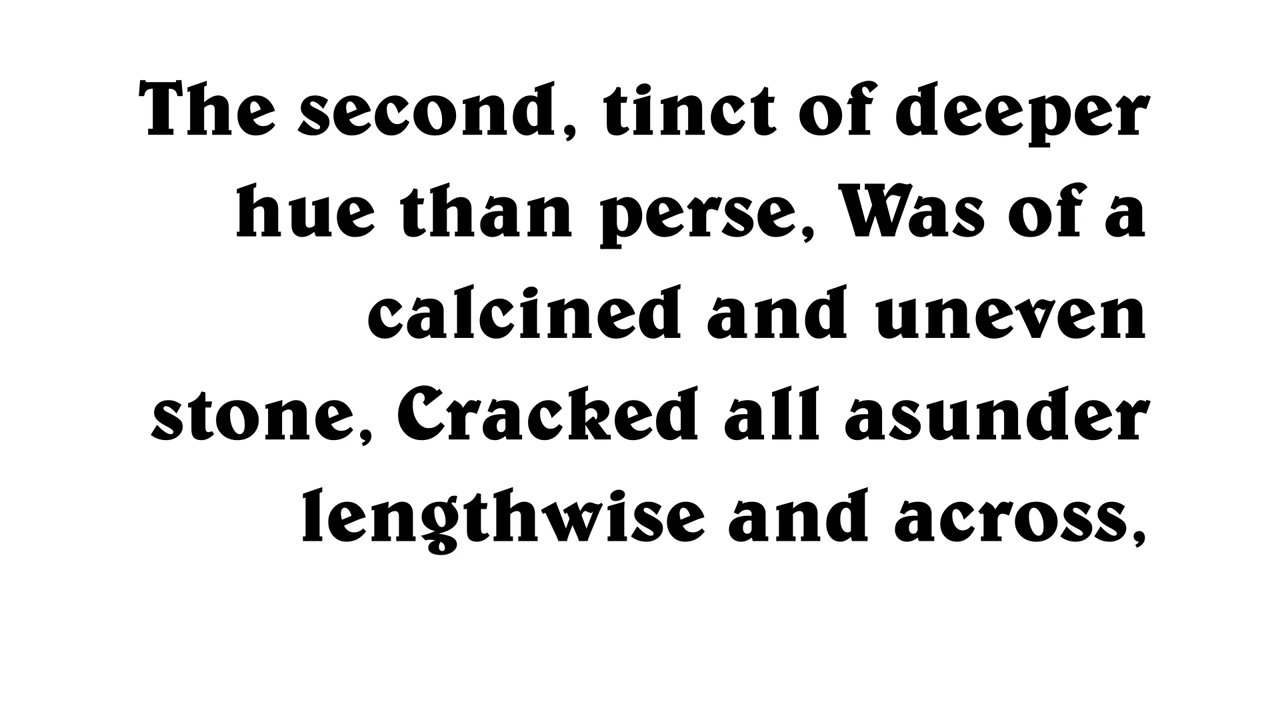 The second, tinct of deeper
hue than perse, Was of a
calcined and uneven
stone, Cracked all asunder
lengthwise and across,